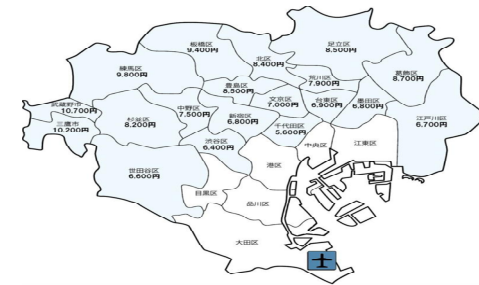 板橋区
9,400円
北区
8,400円
足立区
8,500円
練馬区
9,800円
葛飾区
8,700円
荒川区
7,900円
豊島区
8,500円
文京区
7,000円
台東区
6,900円
墨田区
6,800円
武蔵野市
10,700円
中野区
7,500円
新宿区
6,800円
江戸川区
6,700円
杉並区
8,200円
千代田区
5,600円
三鷹市
10,200円
渋谷区
6,400円
中央区
江東区
世田谷区
6,600円
港区
目黒区
品川区
大田区